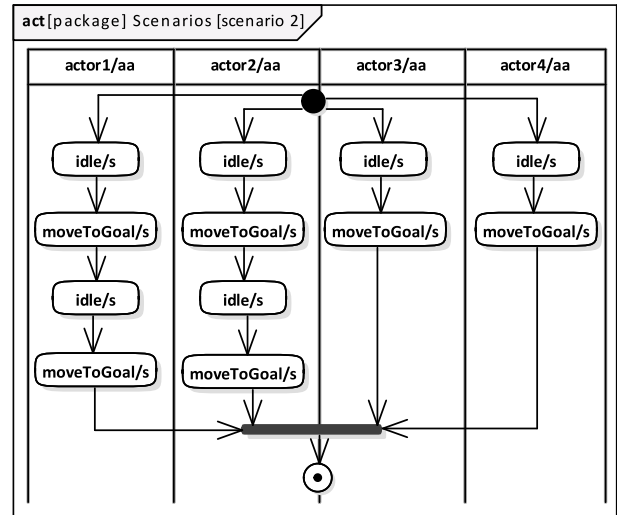 act[package] Scenarios [scenario 2]
actor1/aa actor2/aa actor3/aa actor4/aa
idle/s idle/s idle/s idle/s
moveToGoal/s moveToGoal/s moveToGoal/s moveToGoal/s
idle/s idle/s
moveToGoal/s moveToGoal/s